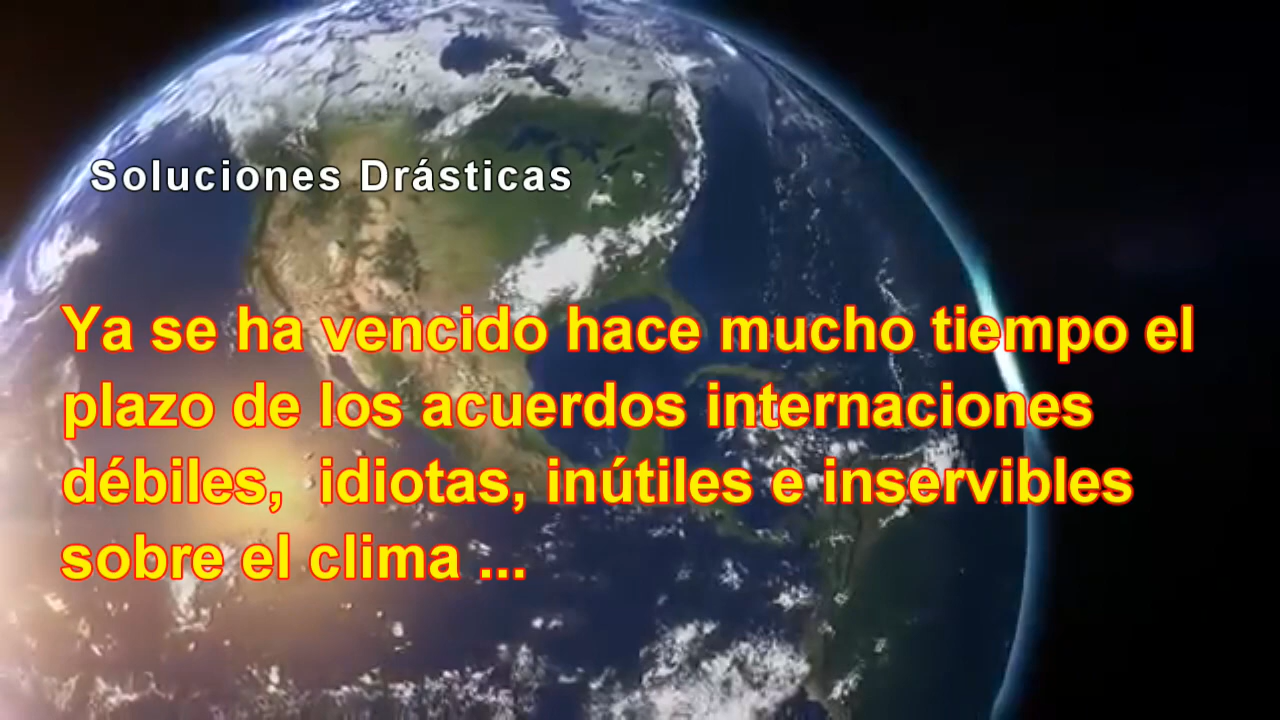 Soluciones Drásticas
Ya se ha vencido hace mucho tiempo el
plazo de los acuerdos internaciones
débiles,  idiotas, inútiles e inservibles
sobre el clima ...